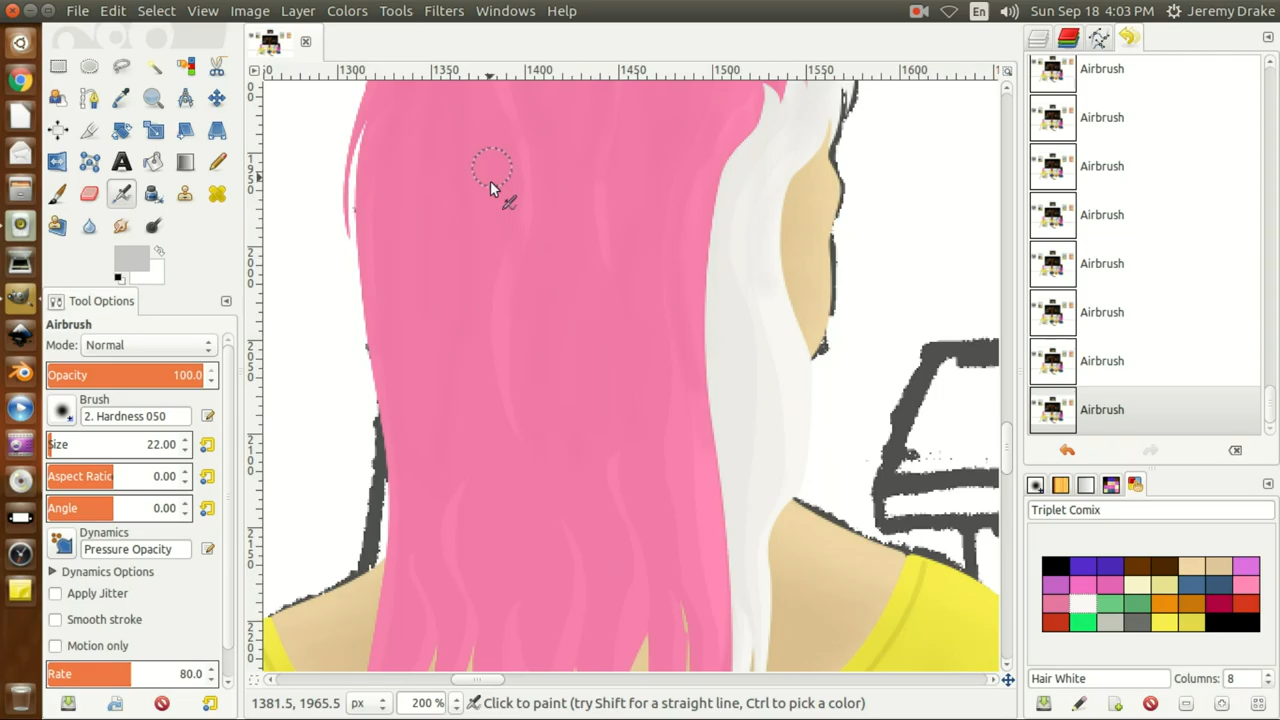 File Edit Select View Image Layer Colors Tools Filters Windows Help En Sun Sep 18 4:03 PM Jeremy Drake
1300 1350 1400 1450 1500 1550 1600
Tool Options
Airbrush
Mode: Normal
Opacity 100.0
Brush
2. Hardness 050
Size 22.00
Aspect Ratio 0.00
Angle 0.00
Dynamics
Pressure Opacity
Dynamics Options
Apply Jitter
Smooth stroke
Motion only
Rate 80.0
Airbrush
Airbrush
Airbrush
Airbrush
Airbrush
Airbrush
Airbrush
Airbrush
Triplet Comix
Hair White Columns: 8
1381.5, 1965.5 px 200 % Click to paint (try Shift for a straight line, Ctrl to pick a color)